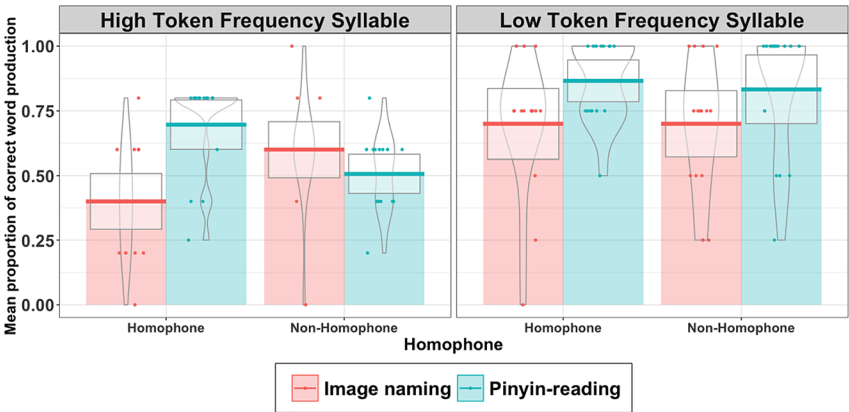 High Token Frequency Syllable
Low Token Frequency Syllable
Mean proportion of correct word production
1.00
0.75
0.50
0.25
0.00
Homophone
Non-Homophone
Homophone
Non-Homophone
Homophone
Image naming
Pinyin-reading